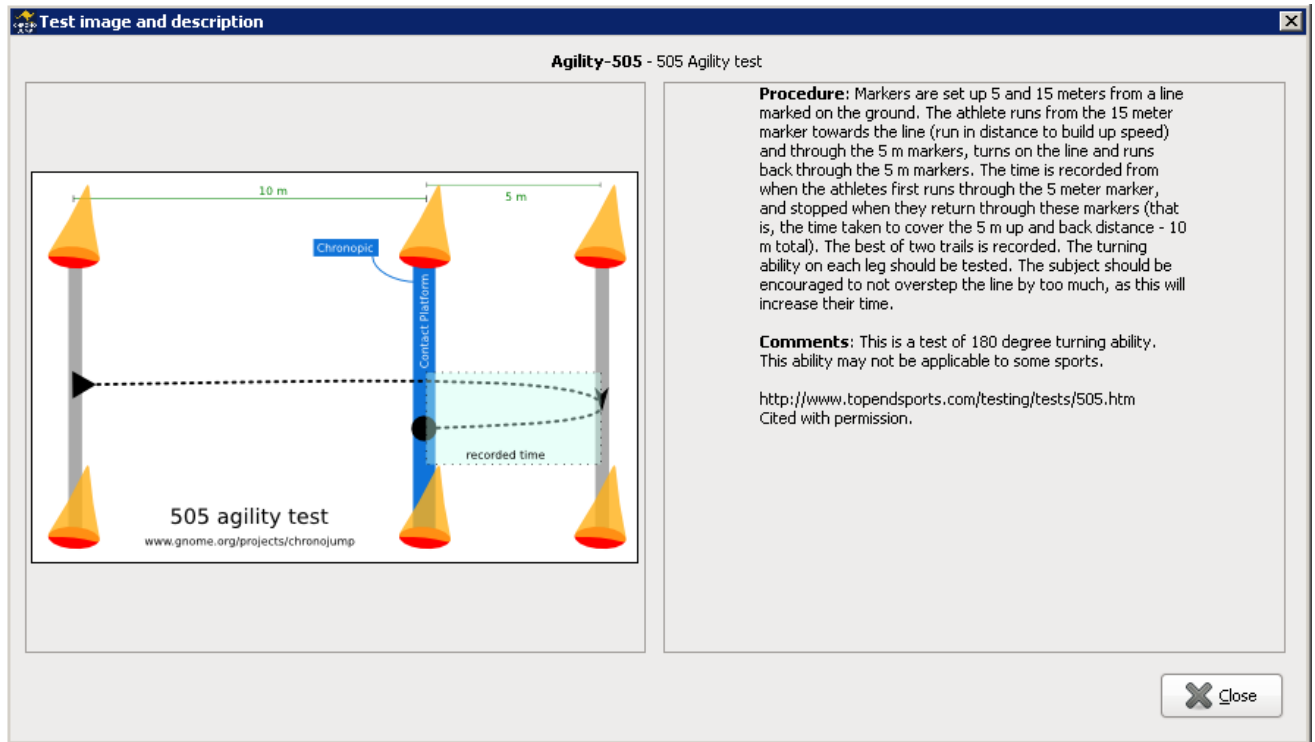 Test image and description
Agility-505 - 505 Agility test
10 m
5 m
Chronopic
Contact Platform
recorded time
505 agility test
www.gnome.org/projects/chronojump
Procedure: Markers are set up 5 and 15 meters from a line
marked on the ground. The athlete runs from the 15 meter
marker towards the line (run in distance to build up speed)
and through the 5 m markers, turns on the line and runs
back through the 5 m markers. The time is recorded from
when the athletes first runs through the 5 meter marker,
and stopped when they return through these markers (that
is, the time taken to cover the 5 m up and back distance - 10
m total). The best of two trails is recorded. The turning
ability on each leg should be tested. The subject should be
encouraged to not overstep the line by too much, as this will
increase their time.
Comments: This is a test of 180 degree turning ability.
This ability may not be applicable to some sports.
http://www.topendsports.com/testing/tests/505.htm
Cited with permission.
Close